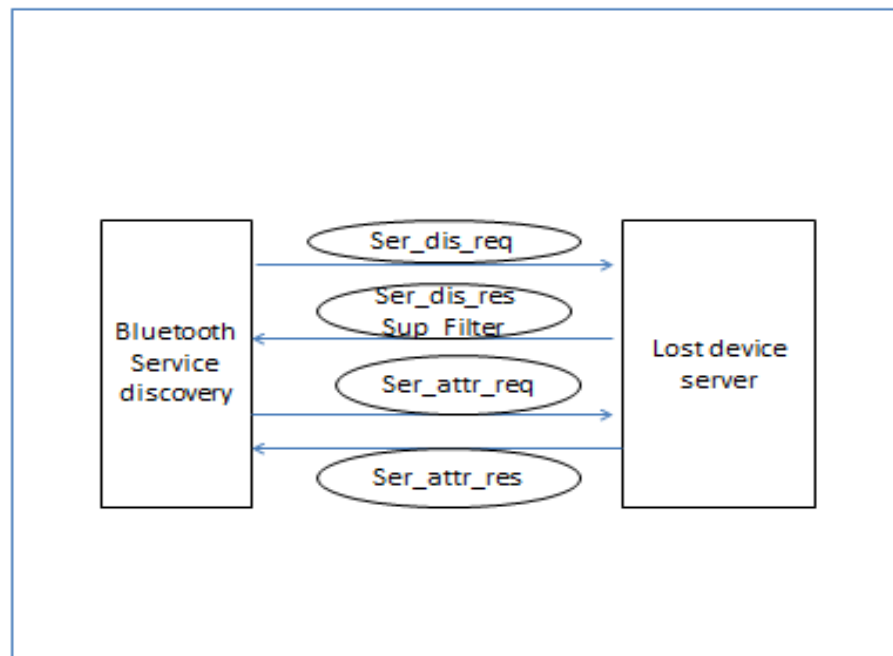 Ser_dis_req
Ser_dis_res
Sup_Filter
Bluetooth
Service
discovery
Lost device
server
Ser_attr_req
Ser_attr_res